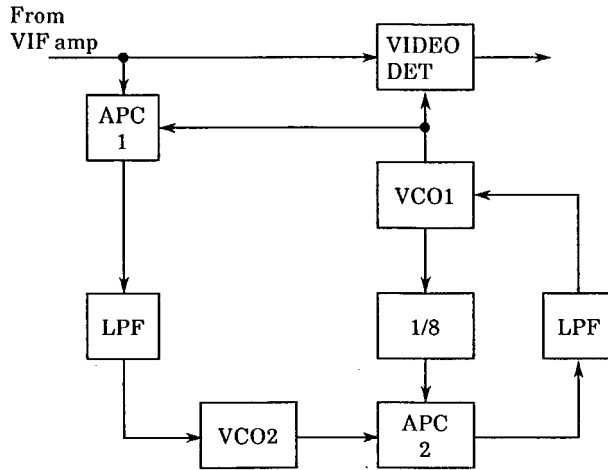 From
VIF amp
VIDEO
DET
APC
1
VCO1
LPF
1/8
LPF
VCO2
APC
2